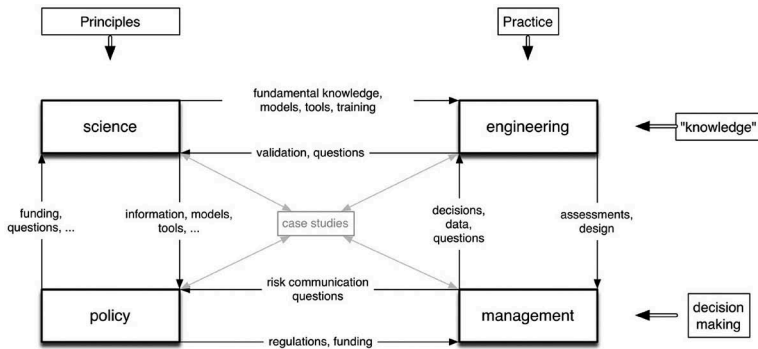 Principles
Practice
fundamental knowledge,
models, tools, training
science
engineering
"knowledge"
validation, questions
funding,
questions, ...
information, models,
tools, ...
case studies
decisions,
data,
questions
assessments,
design
risk communication
questions
policy
management
decision
making
regulations, funding